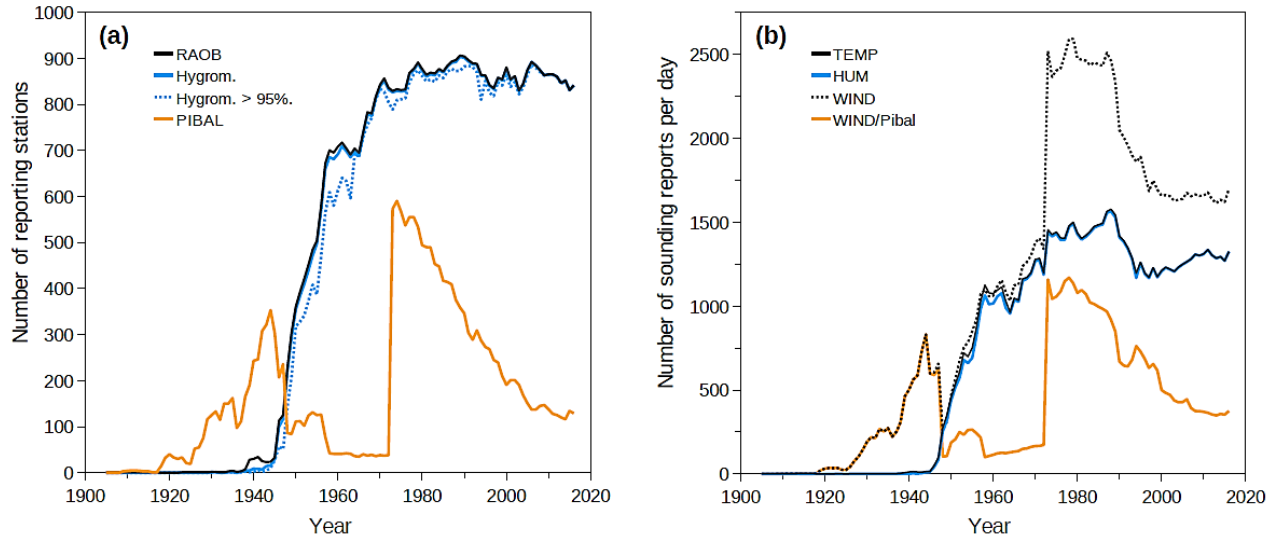 (a)
RAOB
Hygrom.
Hygrom. > 95%.
PIBAL
Number of reporting stations
1000
900
800
700
600
500
400
300
200
100
0
1900
1920
1940
1960
1980
2000
2020
Year
(b)
TEMP
HUM
WIND
WIND/Pibal
Number of sounding reports per day
2500
2000
1500
1000
500
0
1900
1920
1940
1960
1980
2000
2020
Year